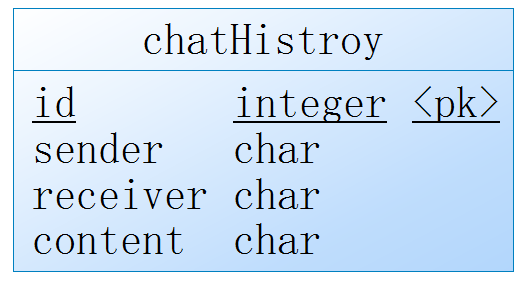 chatHistroy
id integer <pk>
sender char
receiver char
content char